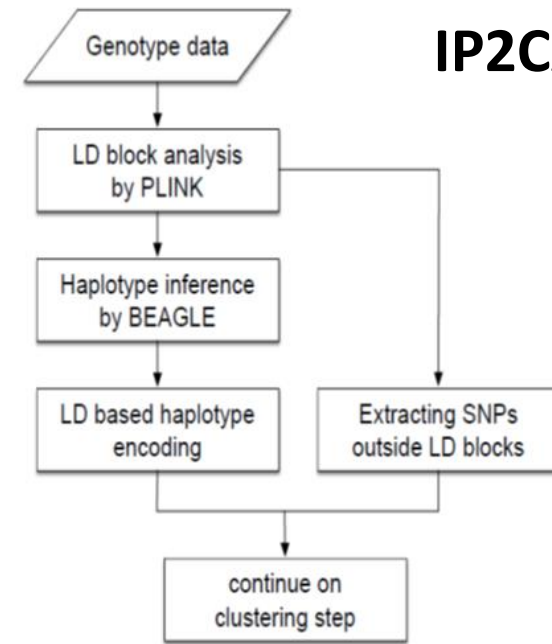 Genotype data
IP2C
LD block analysis
by PLINK
Haplotype inference
by BEAGLE
LD based haplotype
encoding
Extracting SNPs
outside LD blocks
continue on
clustering step